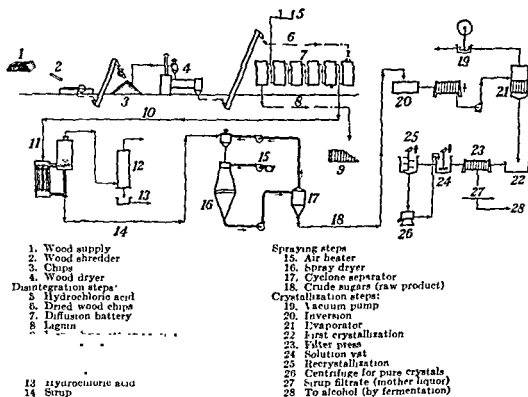 1
2
3
4
5
6
7
8
9
10
11
12
13
14
15
16
17
18
19
20
21
22
23
24
25
26
27
28
1. Wood supply
2. Wood shredder
3. Chips
4. Wood dryer
Disintegration steps:
5 Hydrochloric acid
6. Dried wood chips
7. Diffusion battery
8 Lignin
13 Hydrochloric acid
14 Sirup
Spraying steps
15. Air heater
16. Spray dryer
17. Cyclone separator
18. Crude sugars (raw product)
Crystallization steps:
19. Vacuum pump
20. Inversion
21 Evaporator
22 First crystallization
23. Filter press
24 Solution vat
25 Recrystallization
26 Centrifuge for pure crystals
27 Sirup filtrate (mother liquor)
28 To alcohol (by fermentation)